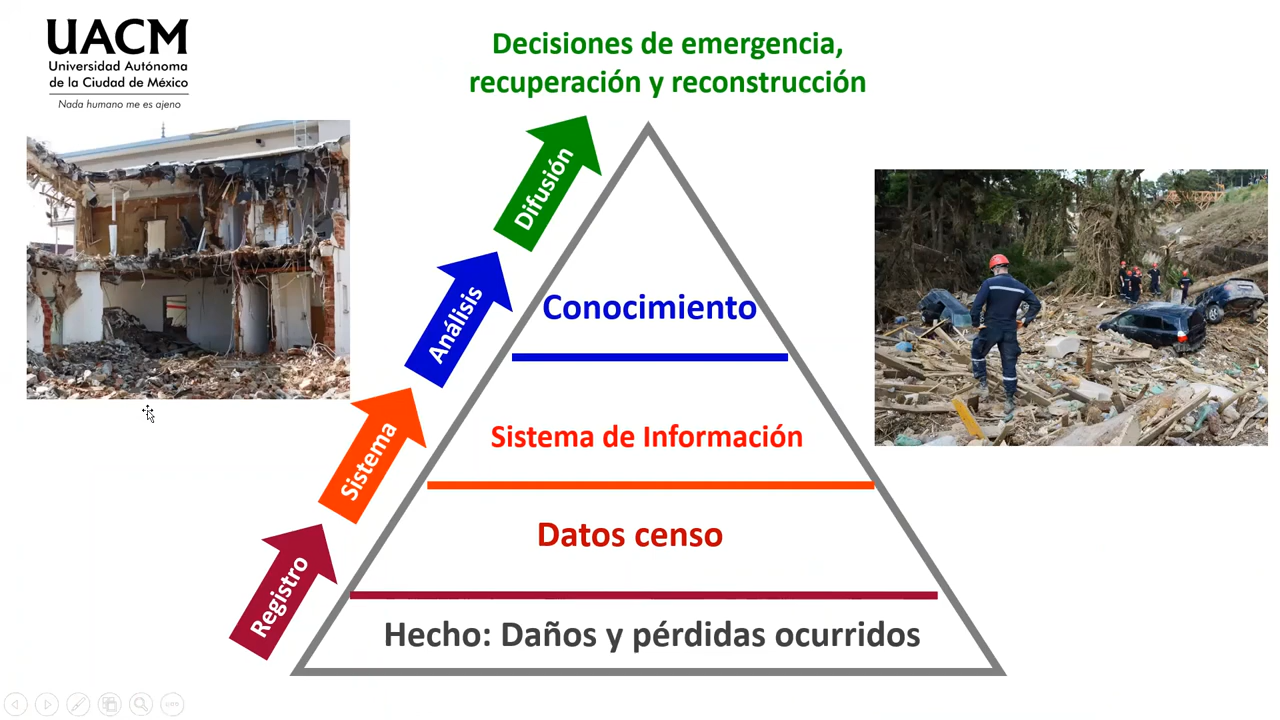 UACM
Universidad Autónoma
de la Ciudad de México
Nada humano me es ajeno
Decisiones de emergencia,
recuperación y reconstrucción
Difusión
Conocimiento
Análisis
Sistema de Información
Sistema
Datos censo
Registro
Hecho: Daños y pérdidas ocurridos